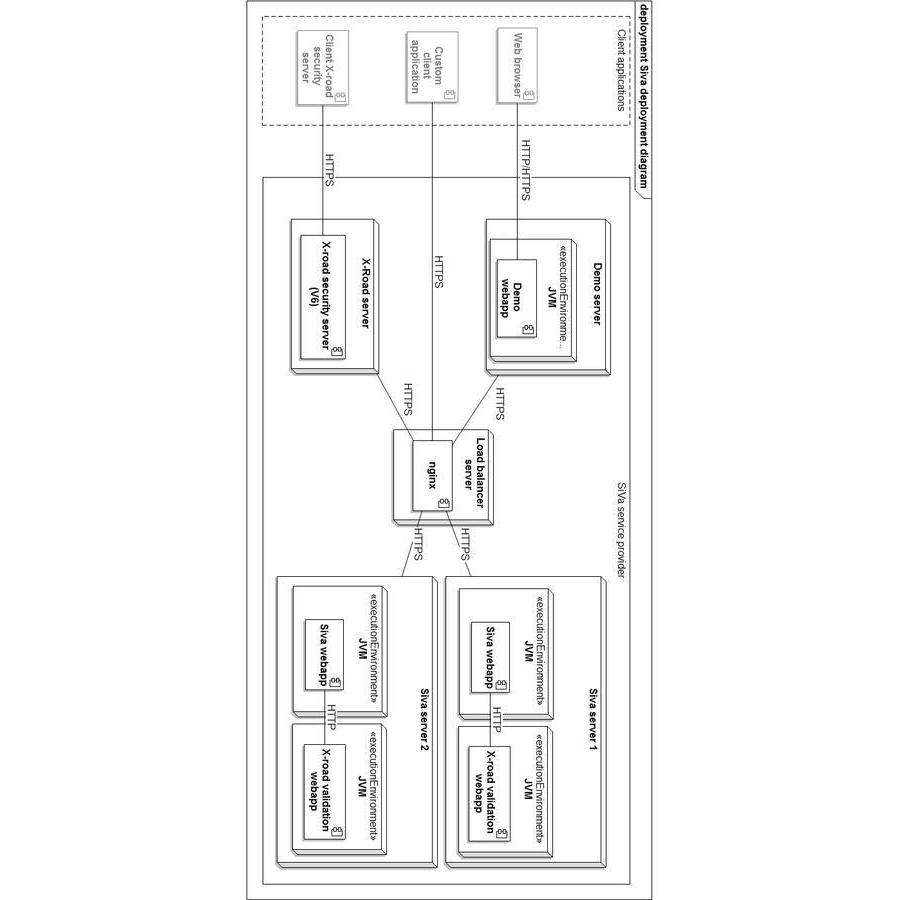 deployment Siva deployment diagram
Client applications
Web browser
Custom
client
application
Client X-road
security
server
HTTP/HTTPS
HTTPS
HTTPS
SiVa service provider
Demo server
«executionEnvironme...
JVM
Demo
webapp
X-Road server
X-road security server
(V6)
HTTPS
HTTPS
Load balancer
server
nginx
HTTPS
HTTPS
Siva server 1
«executionEnvironment»
JVM
Siva webapp
HTTP
«executionEnvironment»
JVM
X-road validation
webapp
Siva server 2
«executionEnvironment»
JVM
Siva webapp
HTTP
«executionEnvironment»
JVM
X-road validation
webapp